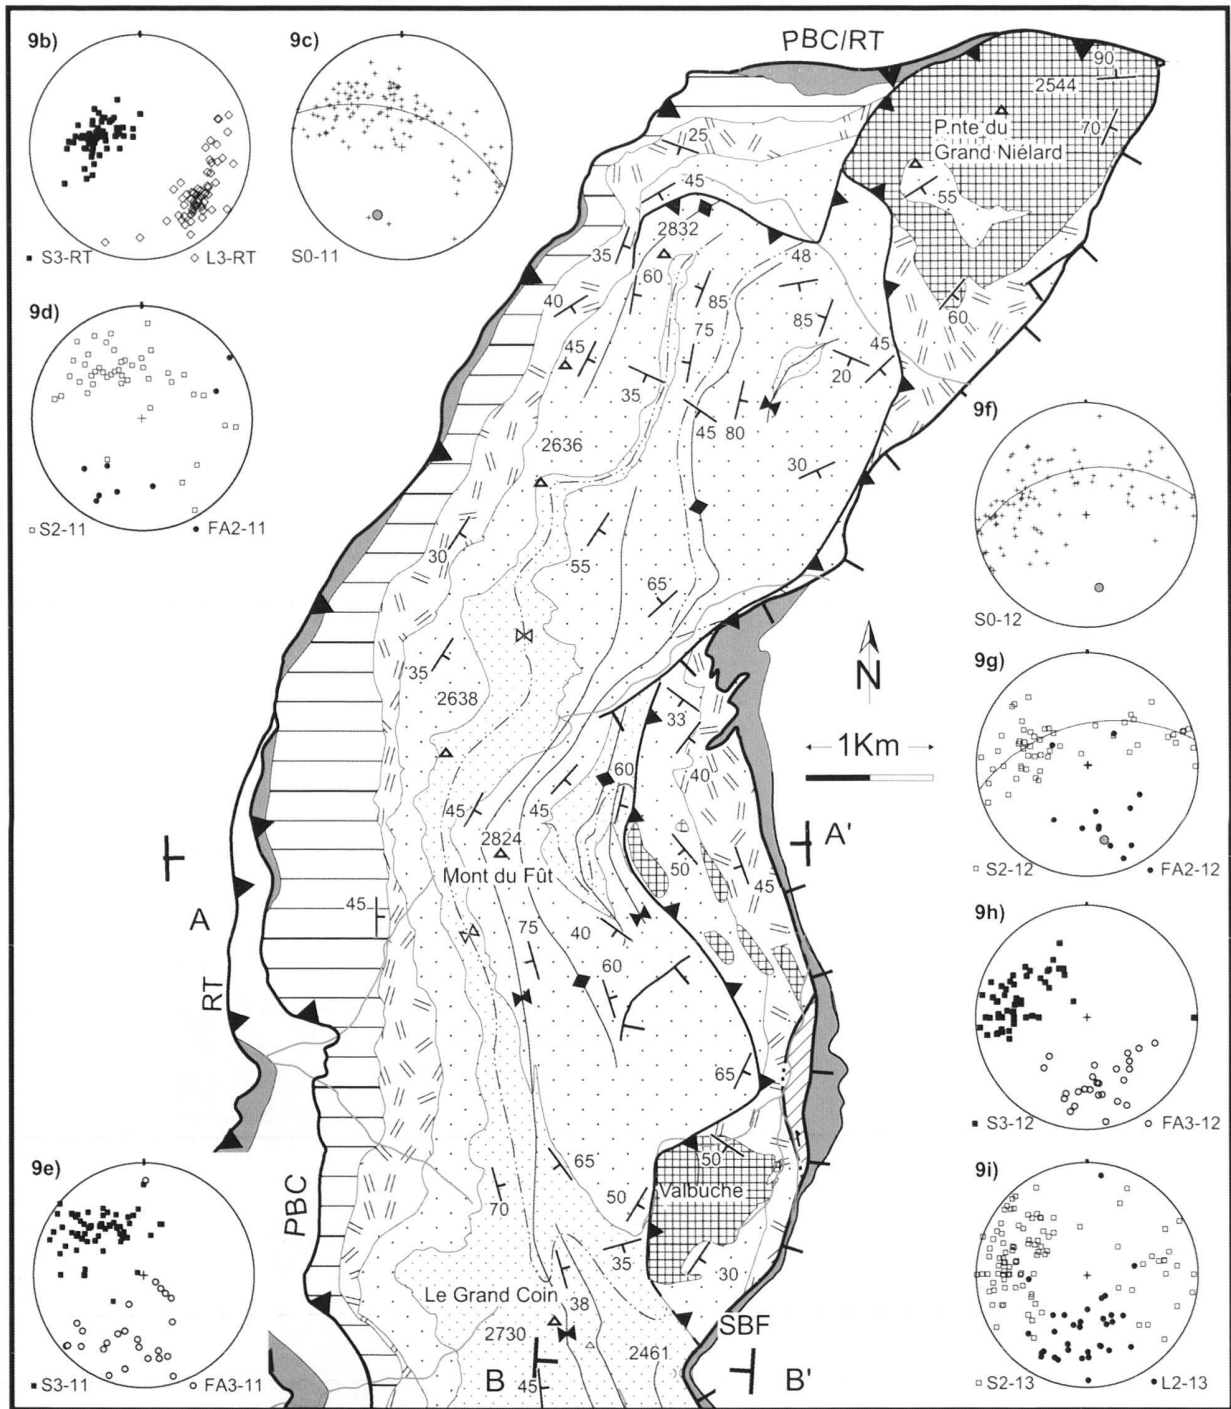 9b)
S3-RT
L3-RT
9c)
S0-11
9d)
S2-11
FA2-11
PBC/RT
90
2544
P.nte du
Grand Niélard
70
55
60
25
45
2832
35
60
48
40
85
75
85
45
45
35
20
45
80
2636
30
30
55
65
35
2638
33
60
40
45
45
2824
Mont du Fût
50
45
45
75
40
60
65
65
50
Valbuche
50
70
35
30
Le Grand Coin
38
2730
2461
45
SBF
A
A'
B
B'
RT
PBC
N
1Km
9e)
S3-11
FA3-11
9f)
S0-12
9g)
S2-12
FA2-12
9h)
S3-12
FA3-12
9i)
S2-13
L2-13